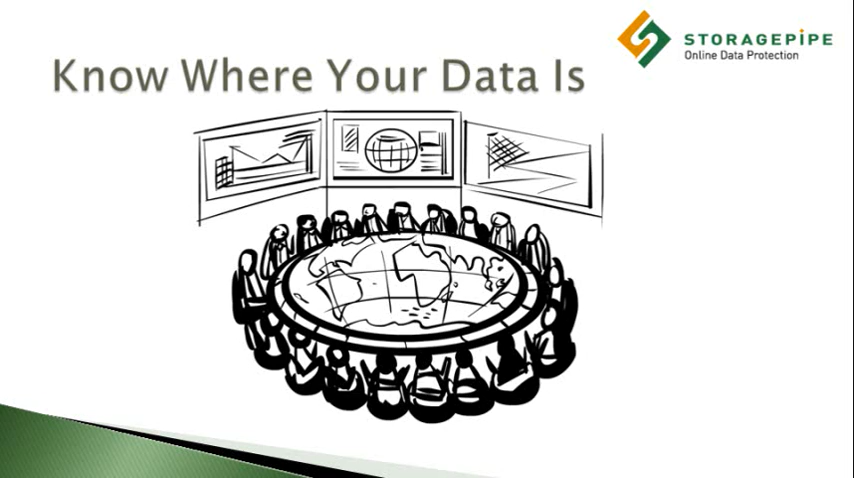 Know Where Your Data Is
STORAGEPIPE
Online Data Protection